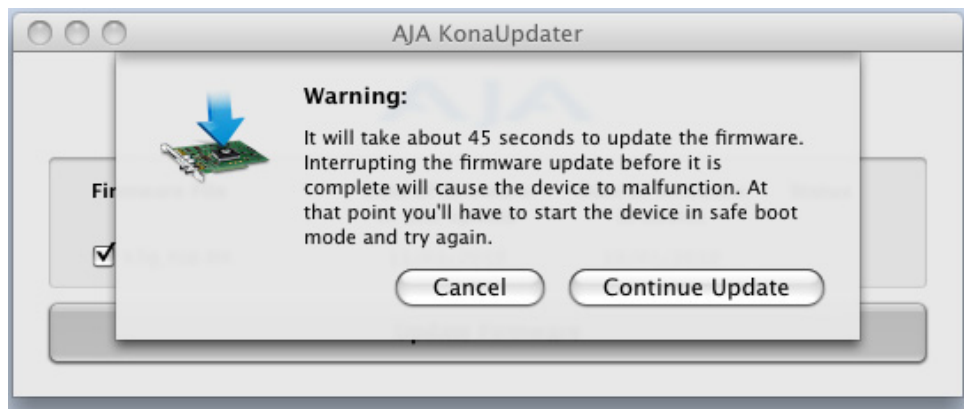 AJA KonaUpdater
AJA
Warning:
It will take about 45 seconds to update the firmware.
Interrupting the firmware update before it is
complete will cause the device to malfunction. At
that point you'll have to start the device in safe boot
mode and try again.
Cancel
Continue Update